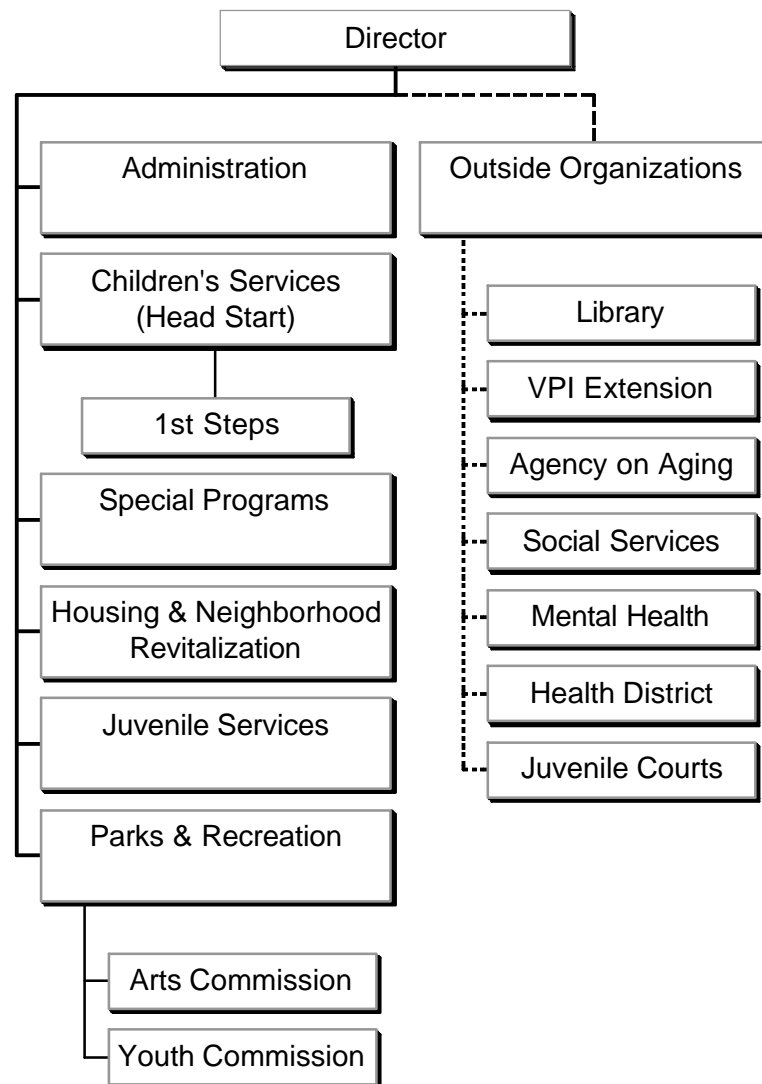 Director
Administration
Children's Services
(Head Start)
1st Steps
Special Programs
Housing & Neighborhood
Revitalization
Juvenile Services
Parks & Recreation
Arts Commission
Youth Commission
Outside Organizations
Library
VPI Extension
Agency on Aging
Social Services
Mental Health
Health District
Juvenile Courts